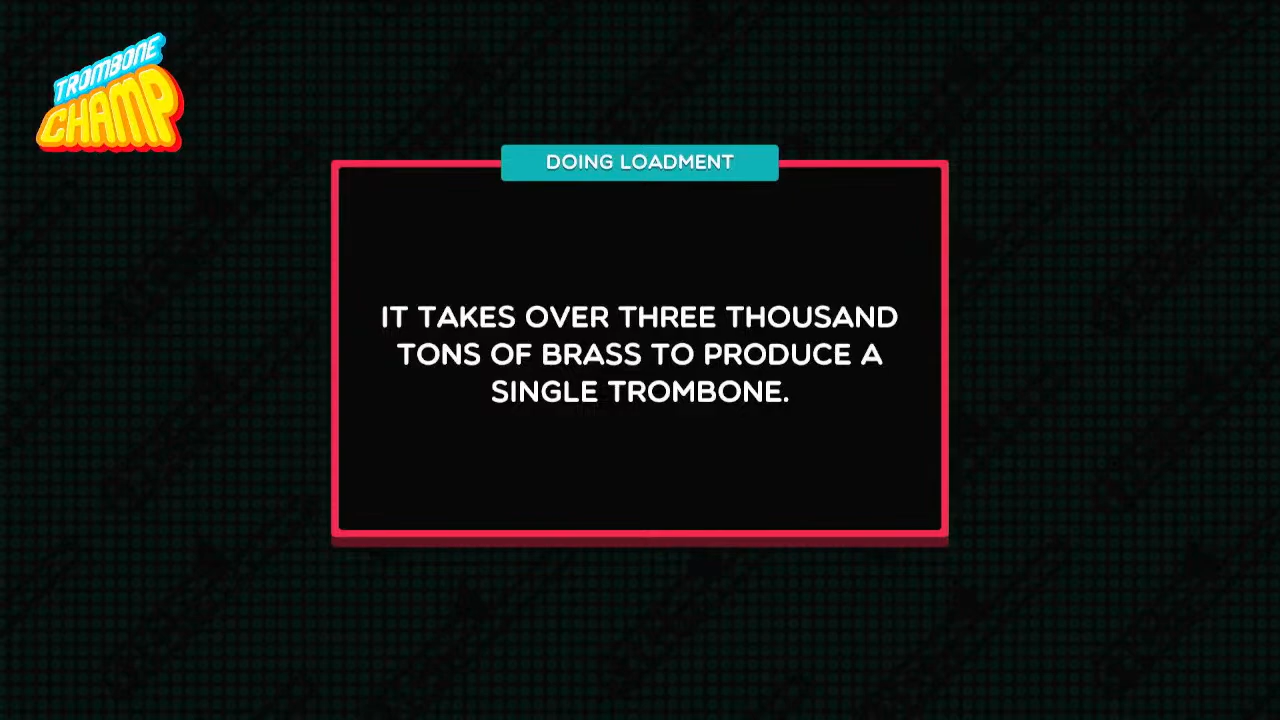 TROMBONE
CHAMP
DOING LOADMENT
IT TAKES OVER THREE THOUSAND
TONS OF BRASS TO PRODUCE A
SINGLE TROMBONE.